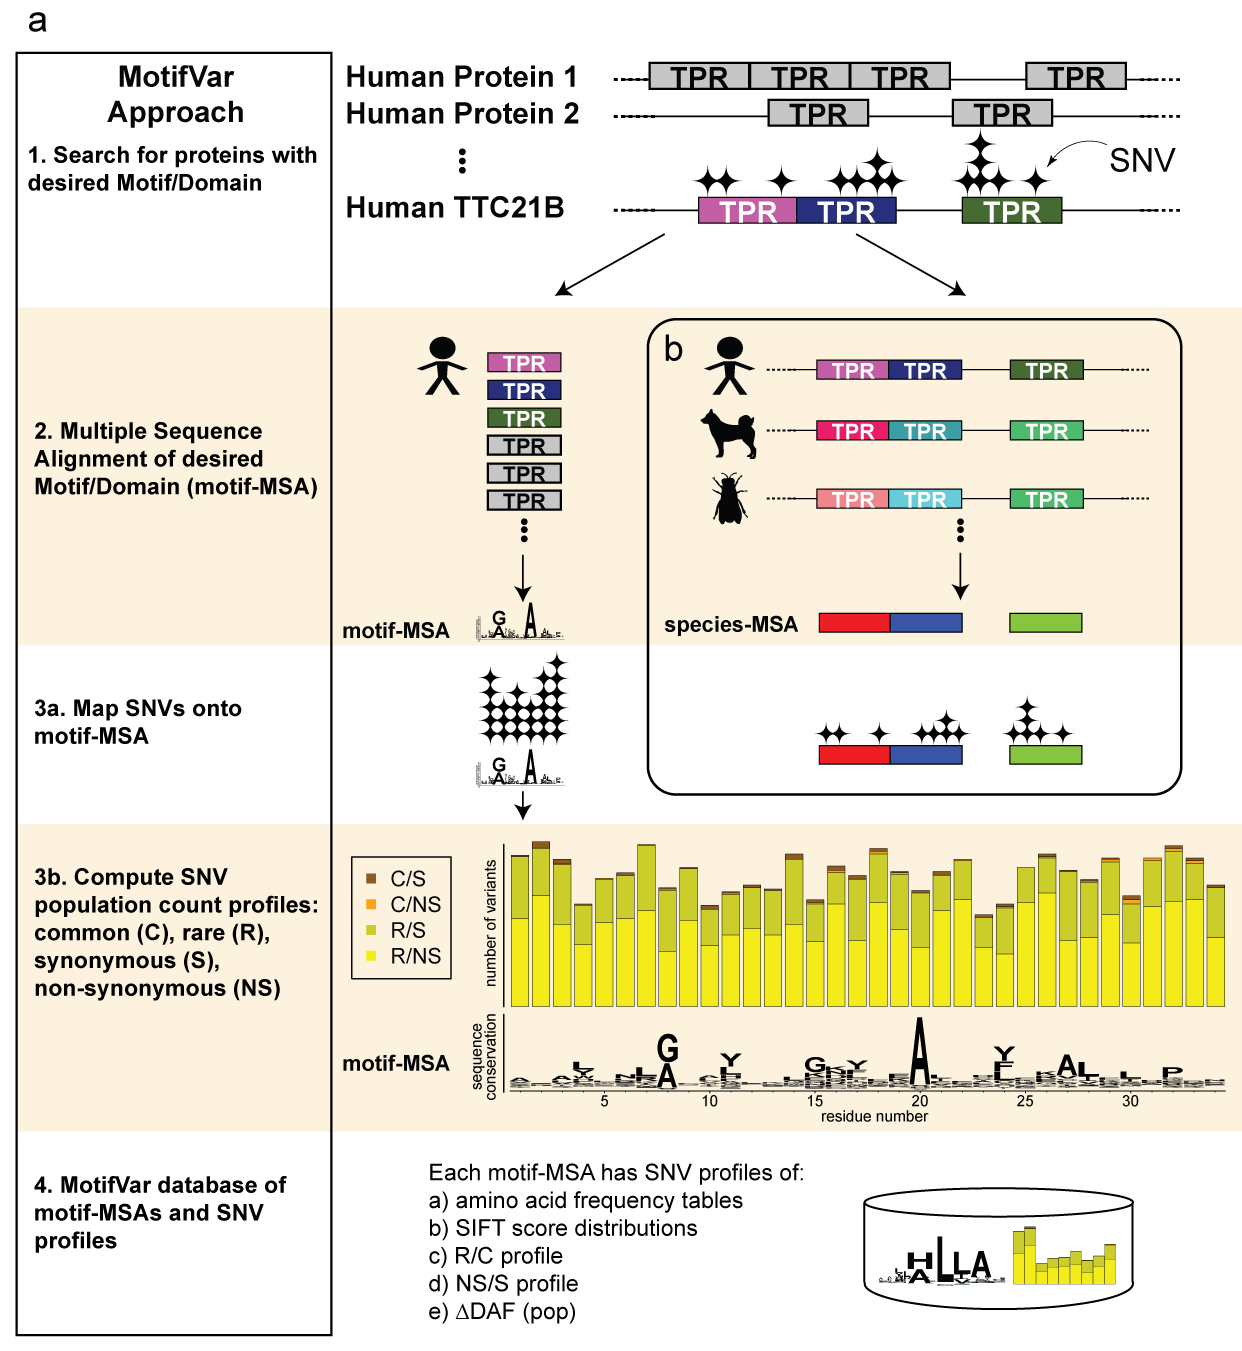 a
MotifVar
Approach
1. Search for proteins with
desired Motif/Domain
Human Protein 1
TPR TPR TPR TPR
Human Protein 2
TPR TPR
SNV
Human TTC21B
TPR TPR TPR
2. Multiple Sequence
Alignment of desired
Motif/Domain (motif-MSA)
TPR
TPR
TPR
TPR
TPR
TPR
motif-MSA
G
A
A
b
TPR TPR TPR
TPR TPR TPR
TPR TPR TPR
species-MSA
3a. Map SNVs onto
motif-MSA
G
A
A
3b. Compute SNV
population count profiles:
common (C), rare (R),
synonymous (S),
non-synonymous (NS)
C/S
C/NS
R/S
R/NS
number of variants
motif-MSA
sequence
conservation
L G A Y G Y A Y F A L P
5 10 15 20 25 30
residue number
4. MotifVar database of
motif-MSAs and SNV
profiles
Each motif-MSA has SNV profiles of:
a) amino acid frequency tables
b) SIFT score distributions
c) R/C profile
d) NS/S profile
e) ΔDAF (pop)
H
A L L A